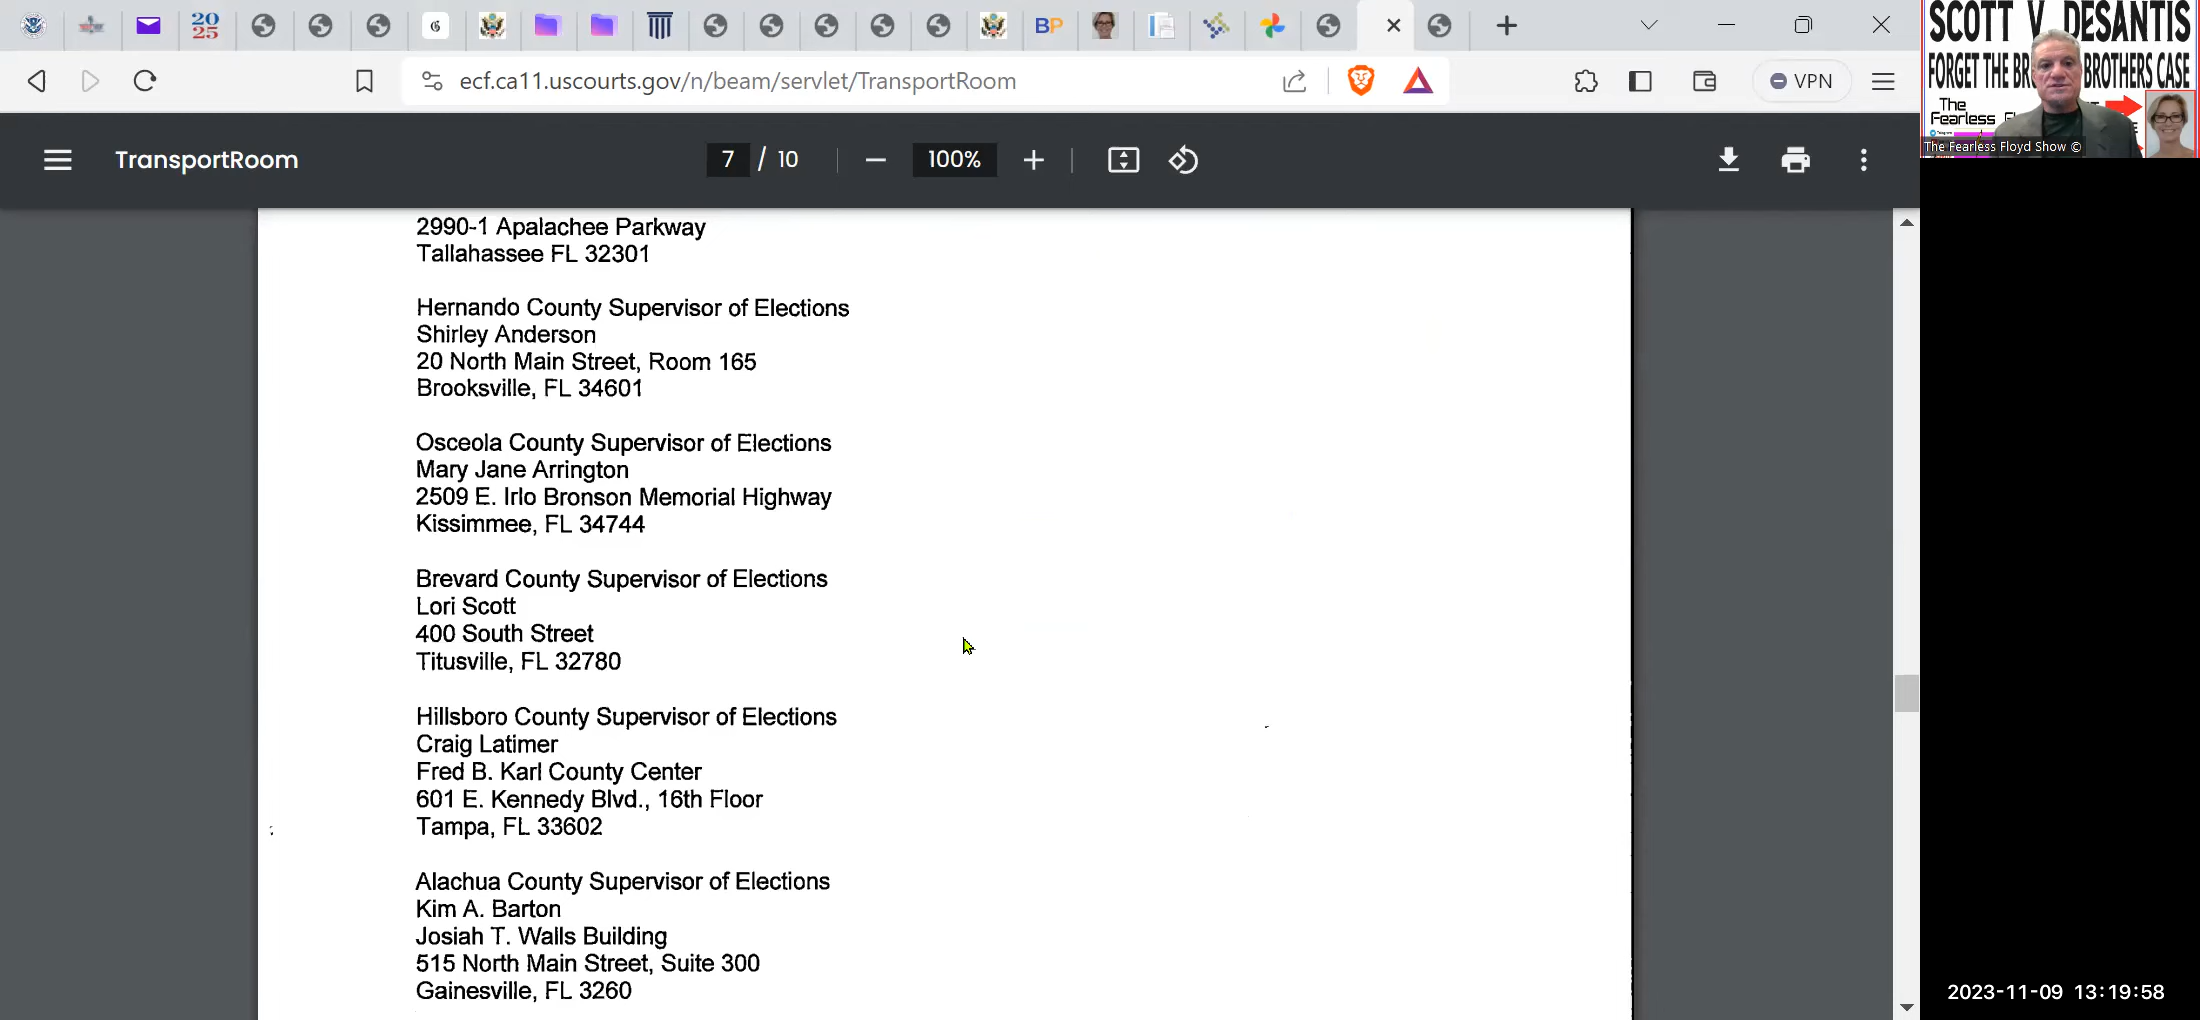 20
25
BP
ecf.ca11.uscourts.gov/n/beam/servlet/TransportRoom
VPN
TransportRoom
7 / 10
100%
2990-1 Apalachee Parkway
Tallahassee FL 32301
Hernando County Supervisor of Elections
Shirley Anderson
20 North Main Street, Room 165
Brooksville, FL 34601
Osceola County Supervisor of Elections
Mary Jane Arrington
2509 E. Irlo Bronson Memorial Highway
Kissimmee, FL 34744
Brevard County Supervisor of Elections
Lori Scott
400 South Street
Titusville, FL 32780
Hillsboro County Supervisor of Elections
Craig Latimer
Fred B. Karl County Center
601 E. Kennedy Blvd., 16th Floor
Tampa, FL 33602
Alachua County Supervisor of Elections
Kim A. Barton
Josiah T. Walls Building
515 North Main Street, Suite 300
Gainesville, FL 3260
SCOTT V. DESANTIS
FORGET THE BR BROTHERS CASE
The
Fearless
The Fearless Floyd Show ©
2023-11-09 13:19:58